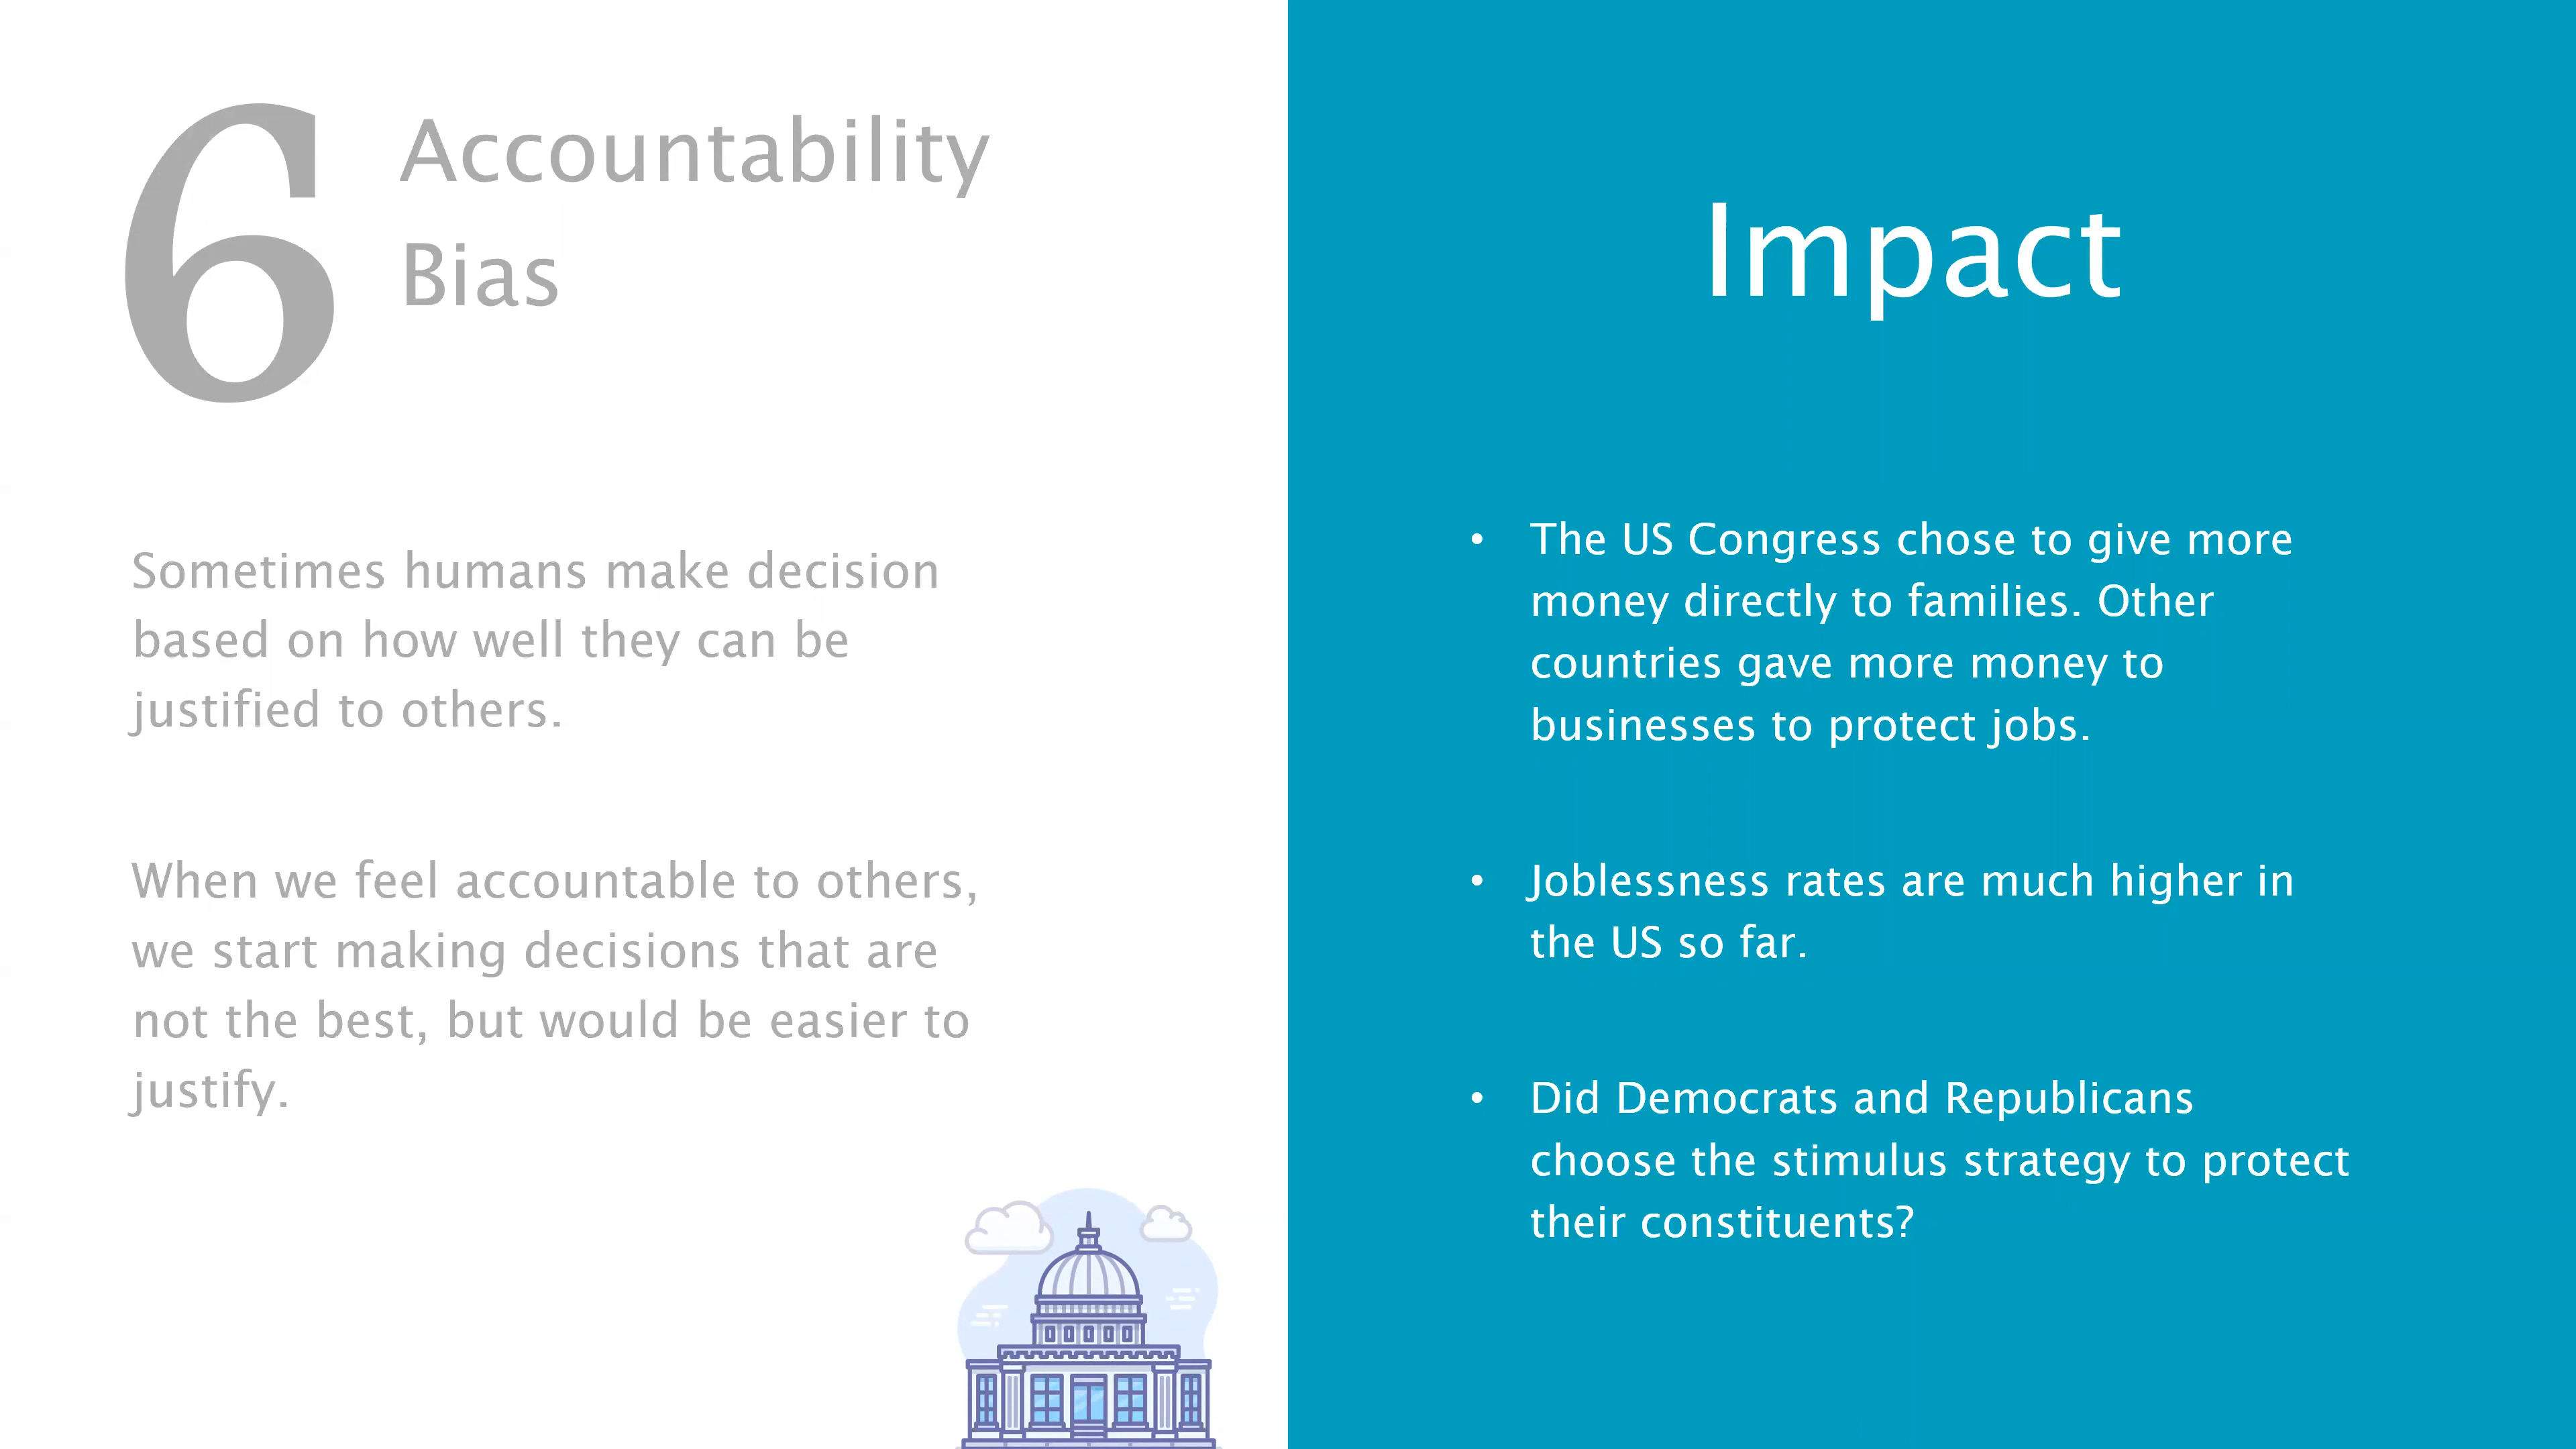 6
Accountability
Bias
Sometimes humans make decision
based on how well they can be
justified to others.
When we feel accountable to others,
we start making decisions that are
not the best, but would be easier to
justify.
Impact
• The US Congress chose to give more
money directly to families. Other
countries gave more money to
businesses to protect jobs.
• Joblessness rates are much higher in
the US so far.
• Did Democrats and Republicans
choose the stimulus strategy to protect
their constituents?